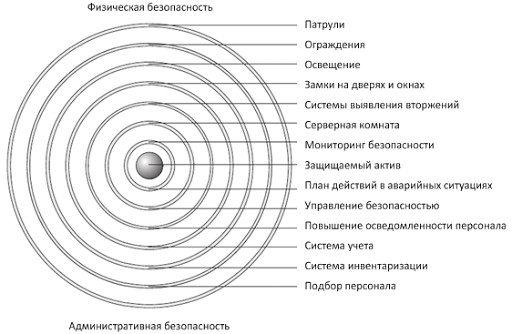 Физическая безопасность
Патрули
Ограждения
Освещение
Замки на дверях и окнах
Системы выявления вторжений
Серверная комната
Мониторинг безопасности
Защищаемый актив
План действий в аварийных ситуациях
Управление безопасностью
Повышение осведомленности персонала
Система учета
Система инвентаризации
Подбор персонала
Административная безопасность